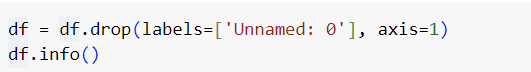 df = df.drop(labels=['Unnamed: 0'], axis=1)
df.info()